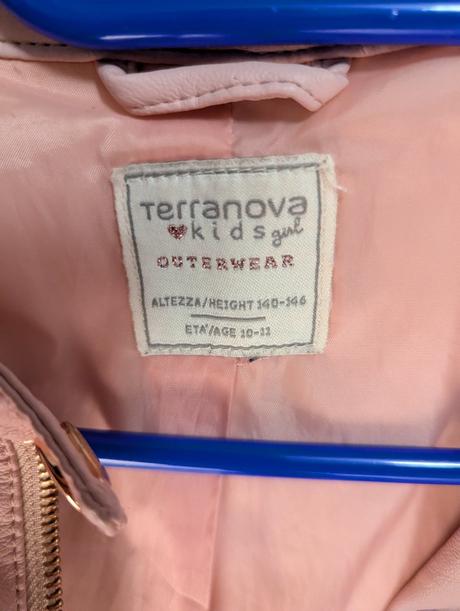 Terranova
kids girl
OUTERWEAR
ALTEZZA/HEIGHT 140-146
ETA'/AGE 10-11